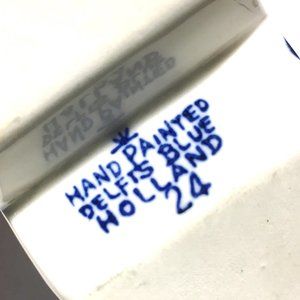 HAND PAINTED
DELFTS BLUE
HOLLAND
24